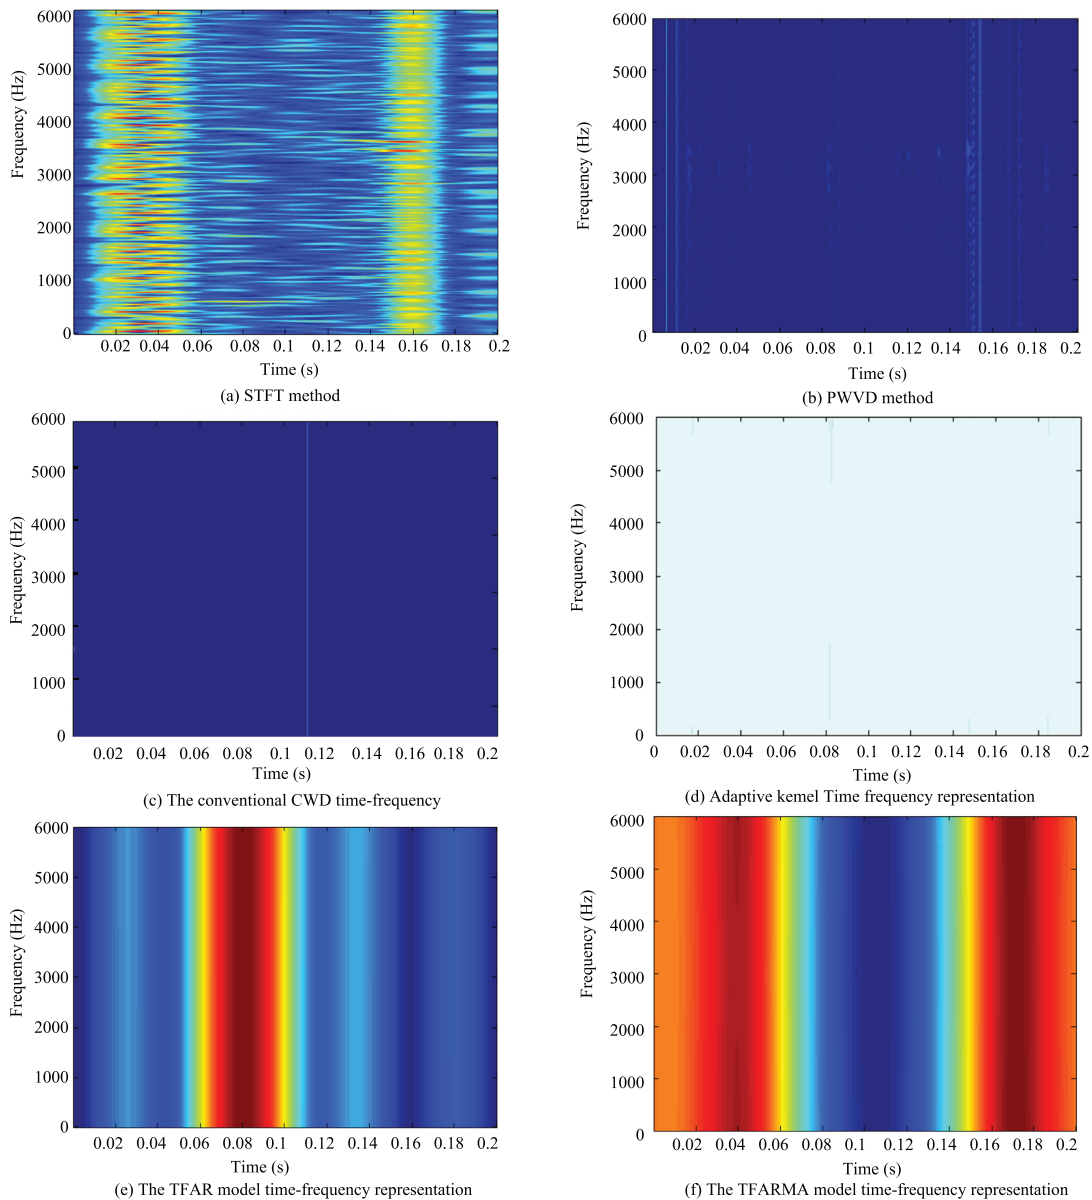 6000
5000
4000
3000
2000
1000
0
Frequency (Hz)
0.02 0.04 0.06 0.08 0.1 0.12 0.14 0.16 0.18 0.2
Time (s)
(a) STFT method
6000
5000
4000
3000
2000
1000
0
Frequency (Hz)
0.02 0.04 0.06 0.08 0.1 0.12 0.14 0.16 0.18 0.2
Time (s)
(b) PWVD method
6000
5000
4000
3000
2000
1000
0
Frequency (Hz)
0.02 0.04 0.06 0.08 0.1 0.12 0.14 0.16 0.18 0.2
Time (s)
(c) The conventional CWD time-frequency
6000
5000
4000
3000
2000
1000
0
Frequency (Hz)
0 0.02 0.04 0.06 0.08 0.1 0.12 0.14 0.16 0.18 0.2
Time (s)
(d) Adaptive kernel Time frequency representation
6000
5000
4000
3000
2000
1000
0
Frequency (Hz)
0.02 0.04 0.06 0.08 0.1 0.12 0.14 0.16 0.18 0.2
Time (s)
(e) The TFAR model time-frequency representation
6000
5000
4000
3000
2000
1000
0
Frequency (Hz)
0.02 0.04 0.06 0.08 0.1 0.12 0.14 0.16 0.18 0.2
Time (s)
(f) The TFARMA model time-frequency representation